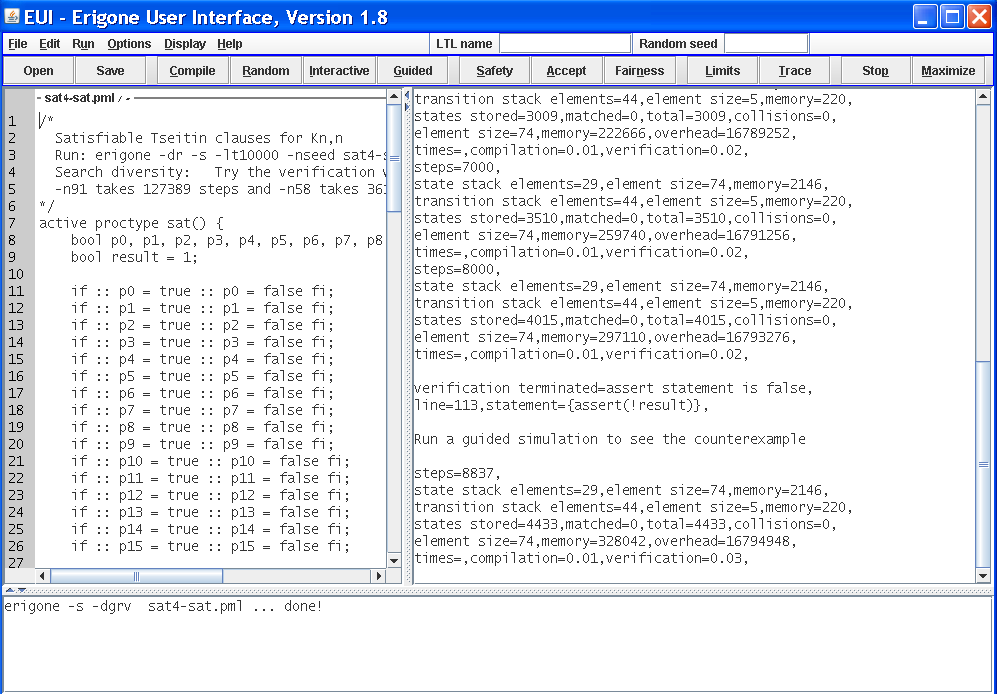 EUI - Erigone User Interface, Version 1.8
File Edit Run Options Display Help LTL name Random seed
Open Save Compile Random Interactive Guided Safety Accept Fairness Limits Trace Stop Maximize
sat4-sat.pml
1 /*
2 Satisfiable Tseitin clauses for Kn,n
3 Run: erigone -dr -s -lt10000 -nseed sat4-s
4 Search diversity: Try the verification
5 -n91 takes 127389 steps and -n58 takes 361
6 */
7 active proctype sat() {
8 bool p0, p1, p2, p3, p4, p5, p6, p7, p8
9 bool result = 1;
10
11 if :: p0 = true :: p0 = false fi;
12 if :: p1 = true :: p1 = false fi;
13 if :: p2 = true :: p2 = false fi;
14 if :: p3 = true :: p3 = false fi;
15 if :: p4 = true :: p4 = false fi;
16 if :: p5 = true :: p5 = false fi;
17 if :: p6 = true :: p6 = false fi;
18 if :: p7 = true :: p7 = false fi;
19 if :: p8 = true :: p8 = false fi;
20 if :: p9 = true :: p9 = false fi;
21 if :: p10 = true :: p10 = false fi;
22 if :: p11 = true :: p11 = false fi;
23 if :: p12 = true :: p12 = false fi;
24 if :: p13 = true :: p13 = false fi;
25 if :: p14 = true :: p14 = false fi;
26 if :: p15 = true :: p15 = false fi;
27
transition stack elements=44,element size=5,memory=220,
states stored=3009,matched=0,total=3009,collisions=0,
element size=74,memory=222666,overhead=16789252,
times=,compilation=0.01,verification=0.02,
steps=7000,
state stack elements=29,element size=74,memory=2146,
transition stack elements=44,element size=5,memory=220,
states stored=3510,matched=0,total=3510,collisions=0,
element size=74,memory=259740,overhead=16791256,
times=,compilation=0.01,verification=0.02,
steps=8000,
state stack elements=29,element size=74,memory=2146,
transition stack elements=44,element size=5,memory=220,
states stored=4015,matched=0,total=4015,collisions=0,
element size=74,memory=297110,overhead=16793276,
times=,compilation=0.01,verification=0.02,
verification terminated=assert statement is false,
line=113,statement={assert(!result)},
Run a guided simulation to see the counterexample
steps=8837,
state stack elements=29,element size=74,memory=2146,
transition stack elements=44,element size=5,memory=220,
states stored=4433,matched=0,total=4433,collisions=0,
element size=74,memory=328042,overhead=16794948,
times=,compilation=0.01,verification=0.03,
erigone -s -dgrv sat4-sat.pml ... done!